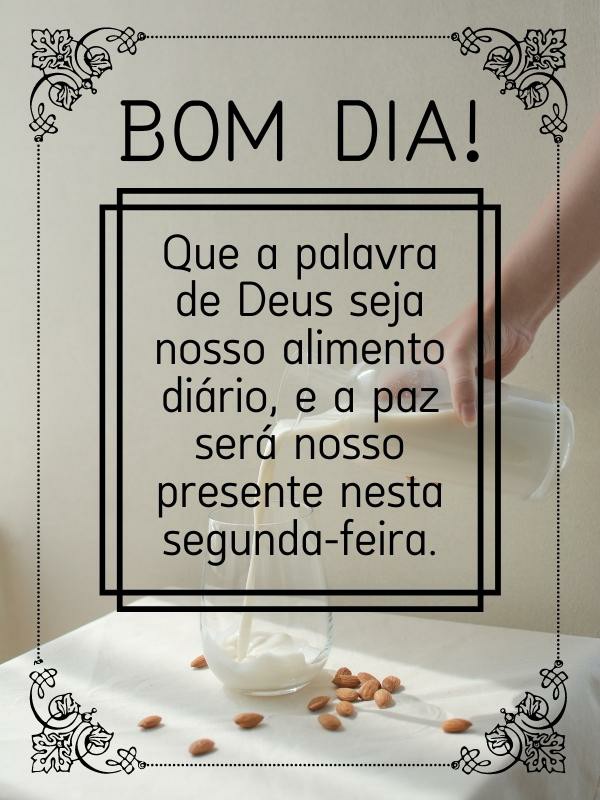 BOM DIA!
Que a palavra
de Deus seja
nosso alimento
diário, e a paz
será nosso
presente nesta
segunda-feira.